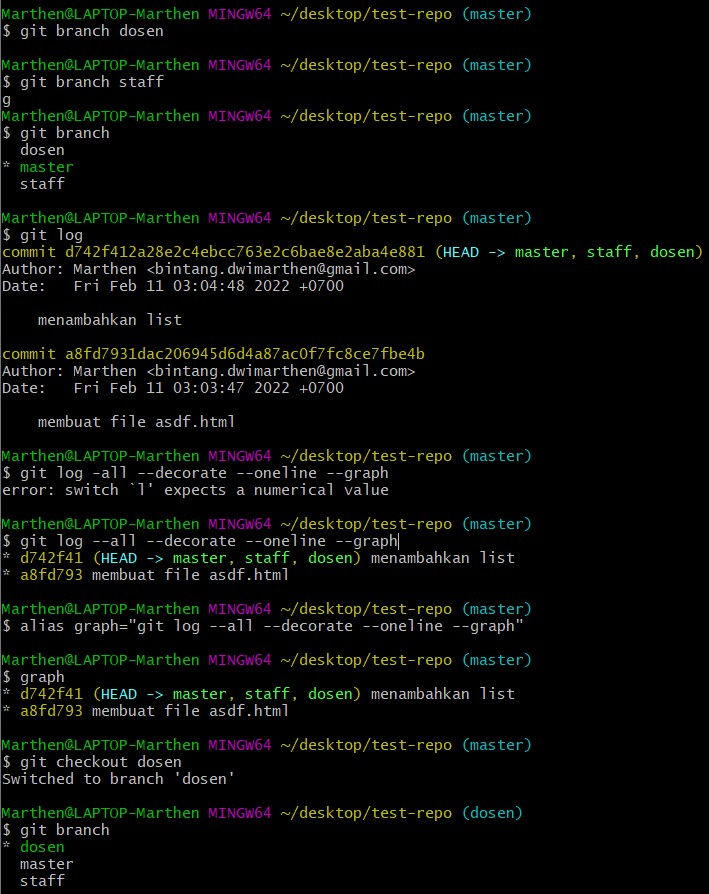 Marthen@LAPTOP-Marthen MINGW64 ~/desktop/test-repo (master)
$ git branch dosen
Marthen@LAPTOP-Marthen MINGW64 ~/desktop/test-repo (master)
$ git branch staff
g
Marthen@LAPTOP-Marthen MINGW64 ~/desktop/test-repo (master)
$ git branch
  dosen
* master
  staff
Marthen@LAPTOP-Marthen MINGW64 ~/desktop/test-repo (master)
$ git log
commit d742f412a28e2c4ebcc763e2c6bae8e2aba4e881 (HEAD -> master, staff, dosen)
Author: Marthen <bintang.dwimarthen@gmail.com>
Date:   Fri Feb 11 03:04:48 2022 +0700
    menambahkan list
commit a8fd7931dac206945d6d4a87ac0f7fc8ce7fbe4b
Author: Marthen <bintang.dwimarthen@gmail.com>
Date:   Fri Feb 11 03:03:47 2022 +0700
    membuat file asdf.html
Marthen@LAPTOP-Marthen MINGW64 ~/desktop/test-repo (master)
$ git log -all --decorate --oneline --graph
error: switch `l' expects a numerical value
Marthen@LAPTOP-Marthen MINGW64 ~/desktop/test-repo (master)
$ git log --all --decorate --oneline --graph
* d742f41 (HEAD -> master, staff, dosen) menambahkan list
* a8fd793 membuat file asdf.html
Marthen@LAPTOP-Marthen MINGW64 ~/desktop/test-repo (master)
$ alias graph="git log --all --decorate --oneline --graph"
Marthen@LAPTOP-Marthen MINGW64 ~/desktop/test-repo (master)
$ graph
* d742f41 (HEAD -> master, staff, dosen) menambahkan list
* a8fd793 membuat file asdf.html
Marthen@LAPTOP-Marthen MINGW64 ~/desktop/test-repo (master)
$ git checkout dosen
Switched to branch 'dosen'
Marthen@LAPTOP-Marthen MINGW64 ~/desktop/test-repo (dosen)
$ git branch
* dosen
  master
  staff